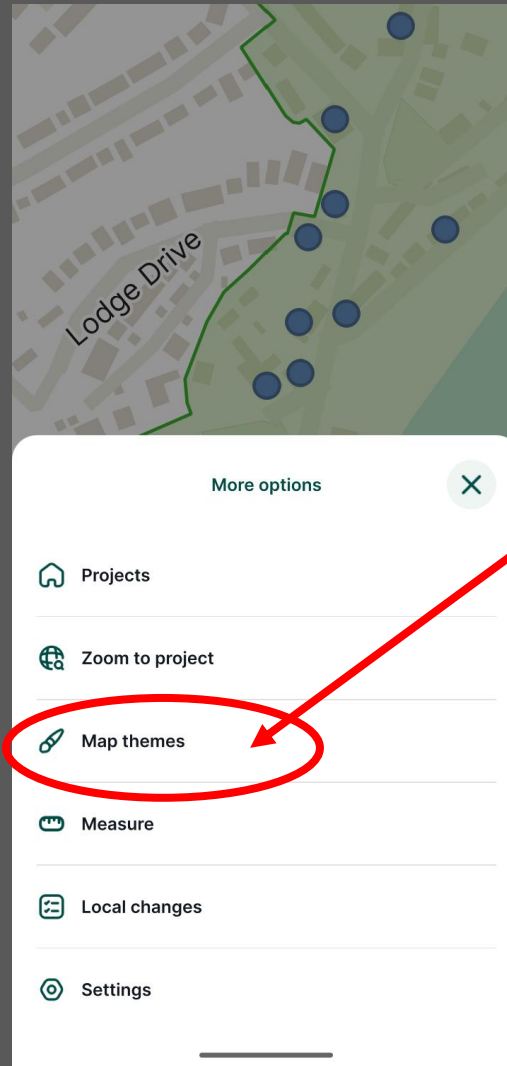 Lodge Drive
More options
Projects
Zoom to project
Map themes
Measure
Local changes
Settings